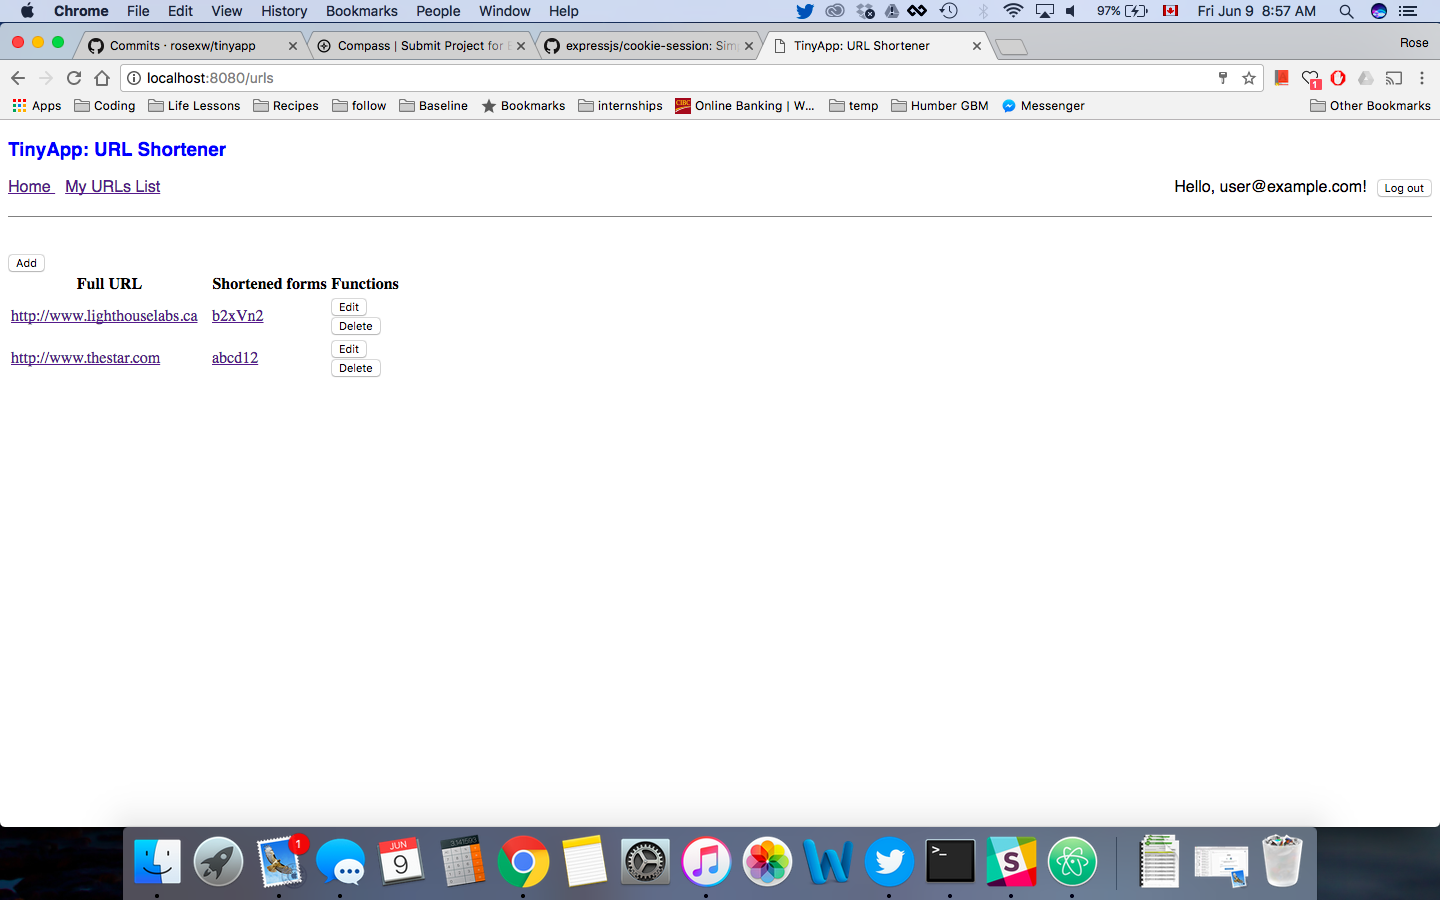 Chrome File Edit View History Bookmarks People Window Help 97% Fri Jun 9 8:57 AM
Commits · rosexw/tinyapp Compass | Submit Project for E expressjs/cookie-session: Sim TinyApp: URL Shortener Rose
localhost:8080/urls 1
Apps Coding Life Lessons Recipes follow Baseline Bookmarks internships CIBC Online Banking | W... temp Humber GBM Messenger Other Bookmarks
TinyApp: URL Shortener
Home My URLs List Hello, user@example.com! Log out
Add
Full URL Shortened forms Functions
http://www.lighthouselabs.ca b2xVn2 Edit
Delete
http://www.thestar.com abcd12 Edit
Delete
1 JUN 9 >_ S